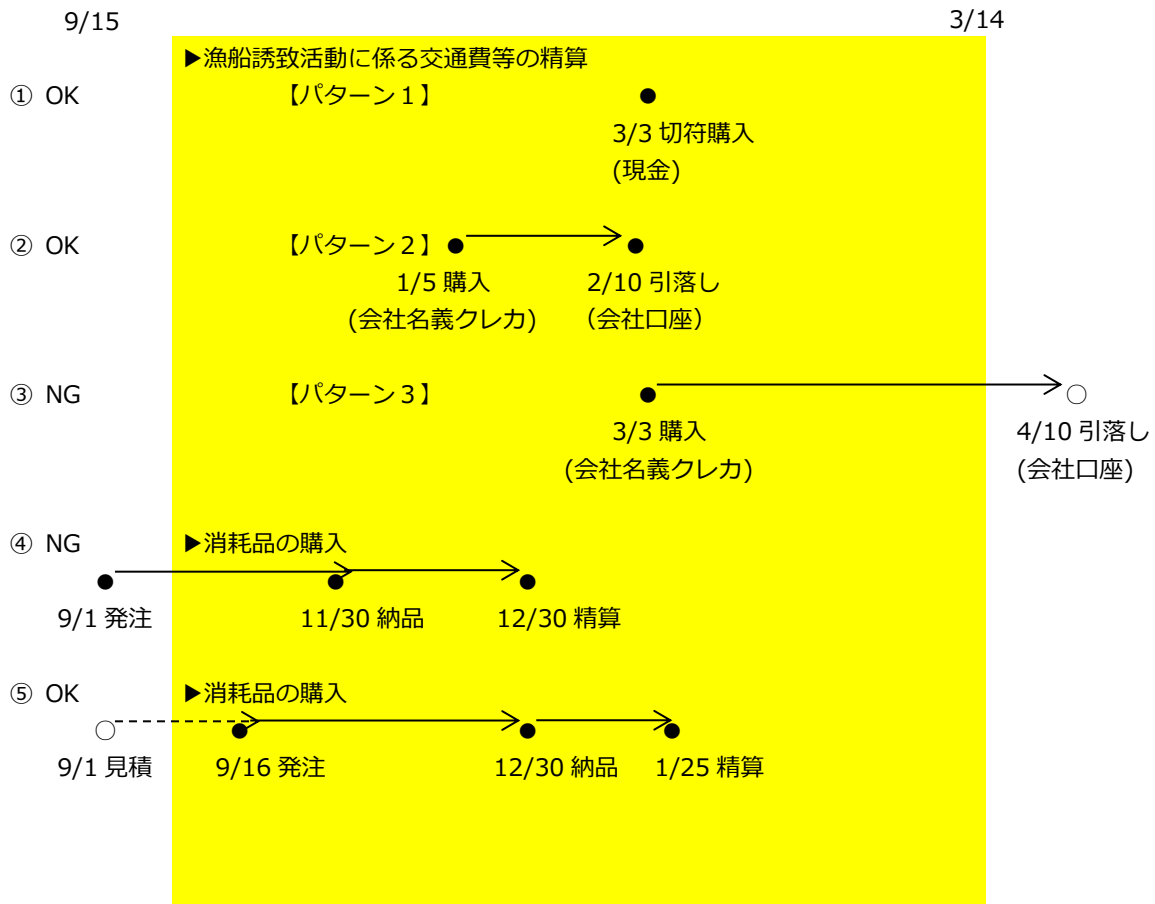 9/15 3/14
▶漁船誘致活動に係る交通費等の精算
① OK 【パターン１】 ●
3/3 切符購入
(現金)
② OK 【パターン２】 ● ●
1/5 購入 2/10 引落し
(会社名義クレカ) （会社口座）
③ NG 【パターン３】 ● ○
3/3 購入 4/10 引落し
(会社名義クレカ) (会社口座)
④ NG ▶消耗品の購入
● ● ●
9/1 発注 11/30 納品 12/30 精算
⑤ OK ▶消耗品の購入
○ ● ● ●
9/1 見積 9/16 発注 12/30 納品 1/25 精算